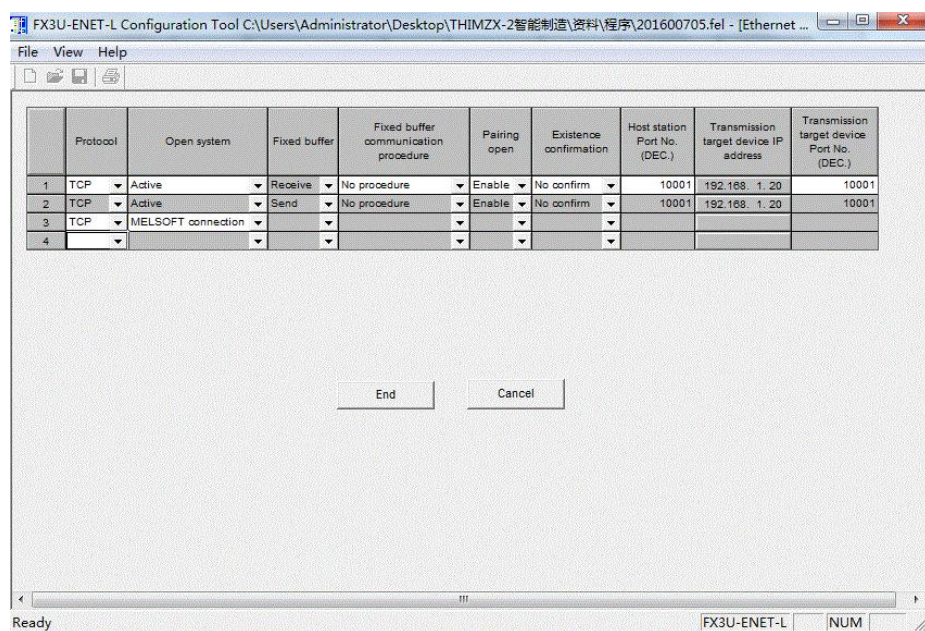 FX3U-ENET-L Configuration Tool C:\Users\Administrator\Desktop\THIMZX-2智能制造\资料\程序\201600705.fel - [Ethernet ...
File View Help
Protocol Open system Fixed buffer Fixed buffer communication procedure Pairing open Existence confirmation Host station Port No. (DEC.) Transmission target device IP address Transmission target device Port No. (DEC.)
1 TCP Active Receive No procedure Enable No confirm 10001 192.168. 1. 20 10001
2 TCP Active Send No procedure Enable No confirm 10001 192.168. 1. 20 10001
3 TCP MELSOFT connection
4
End Cancel
Ready FX3U-ENET-L NUM